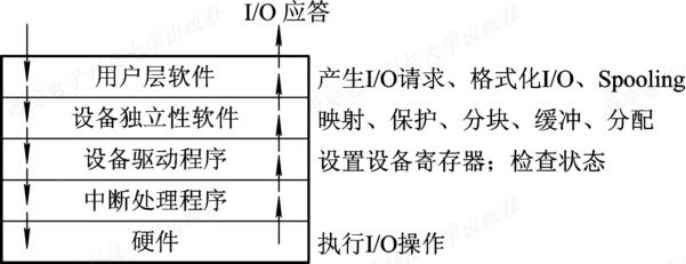 I/O 应答
用户层软件 产生I/O请求、格式化I/O、Spooling
设备独立性软件 映射、保护、分块、缓冲、分配
设备驱动程序 设置设备寄存器；检查状态
中断处理程序
硬件 执行I/O操作